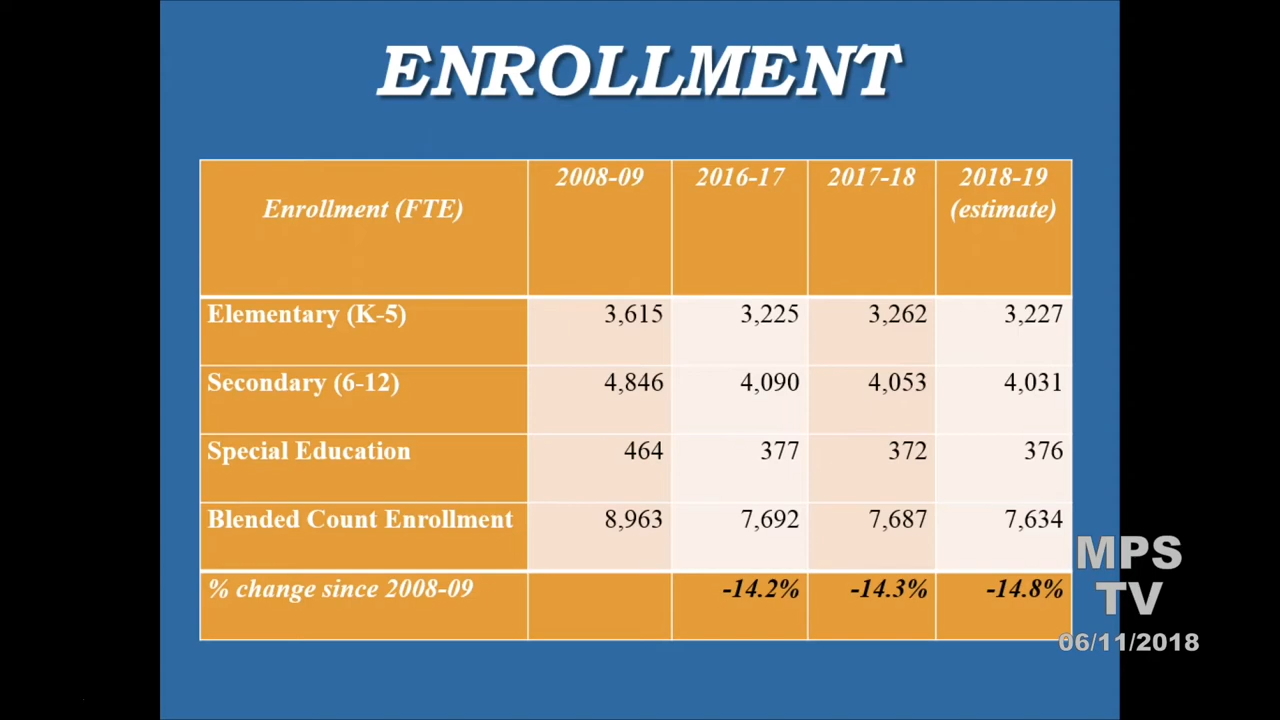 ENROLLMENT
Enrollment (FTE) 2008-09 2016-17 2017-18 2018-19 (estimate)
Elementary (K-5) 3,615 3,225 3,262 3,227
Secondary (6-12) 4,846 4,090 4,053 4,031
Special Education 464 377 372 376
Blended Count Enrollment 8,963 7,692 7,687 7,634
% change since 2008-09 -14.2% -14.3% -14.8%
MPS
TV
06/11/2018